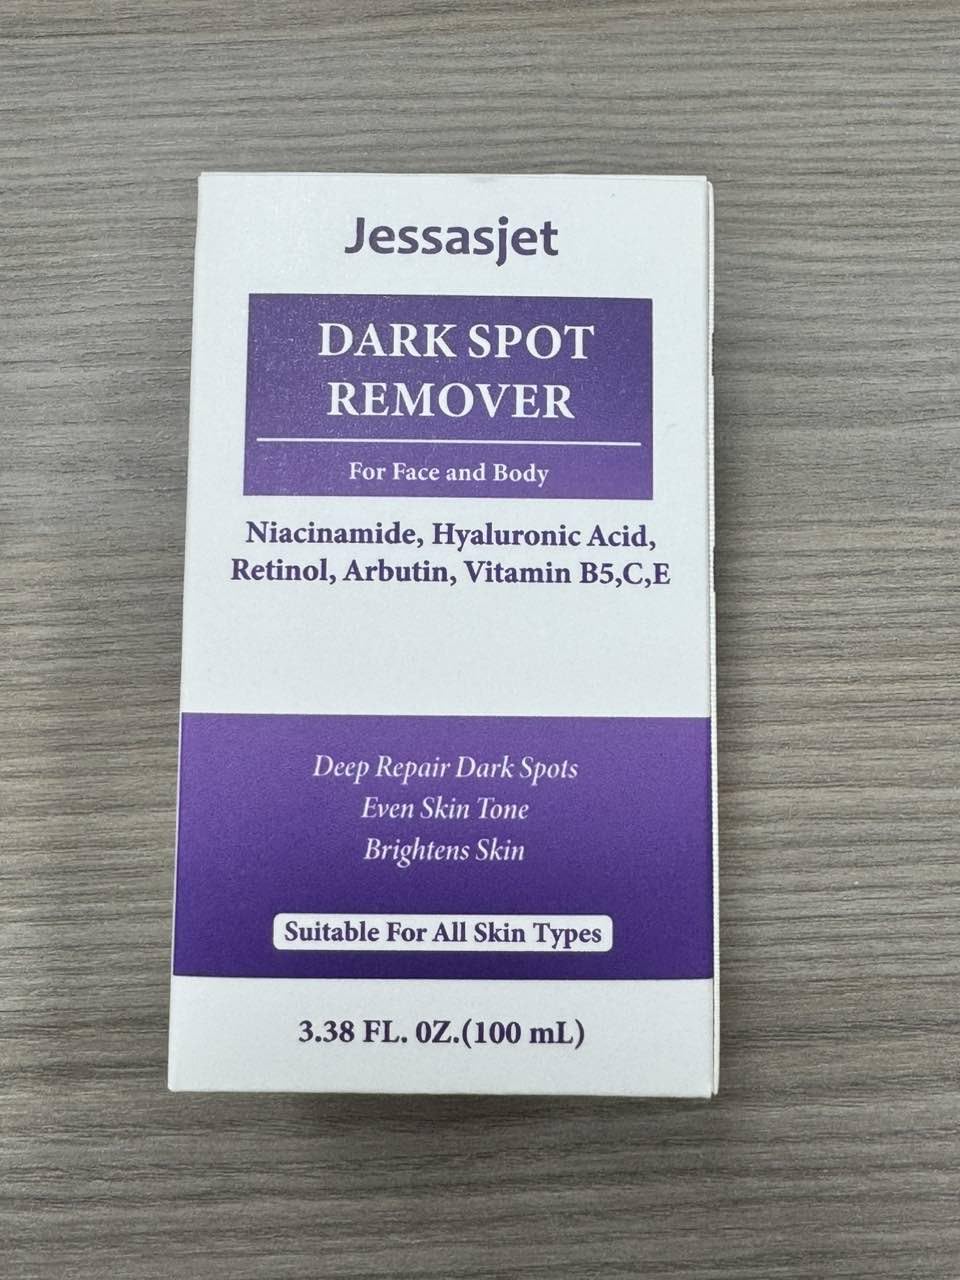 Jessasjet
DARK SPOT
REMOVER
For Face and Body
Niacinamide, Hyaluronic Acid,
Retinol, Arbutin, Vitamin B5,C,E
Deep Repair Dark Spots
Even Skin Tone
Brightens Skin
Suitable For All Skin Types
3.38 FL. 0Z.(100 mL)